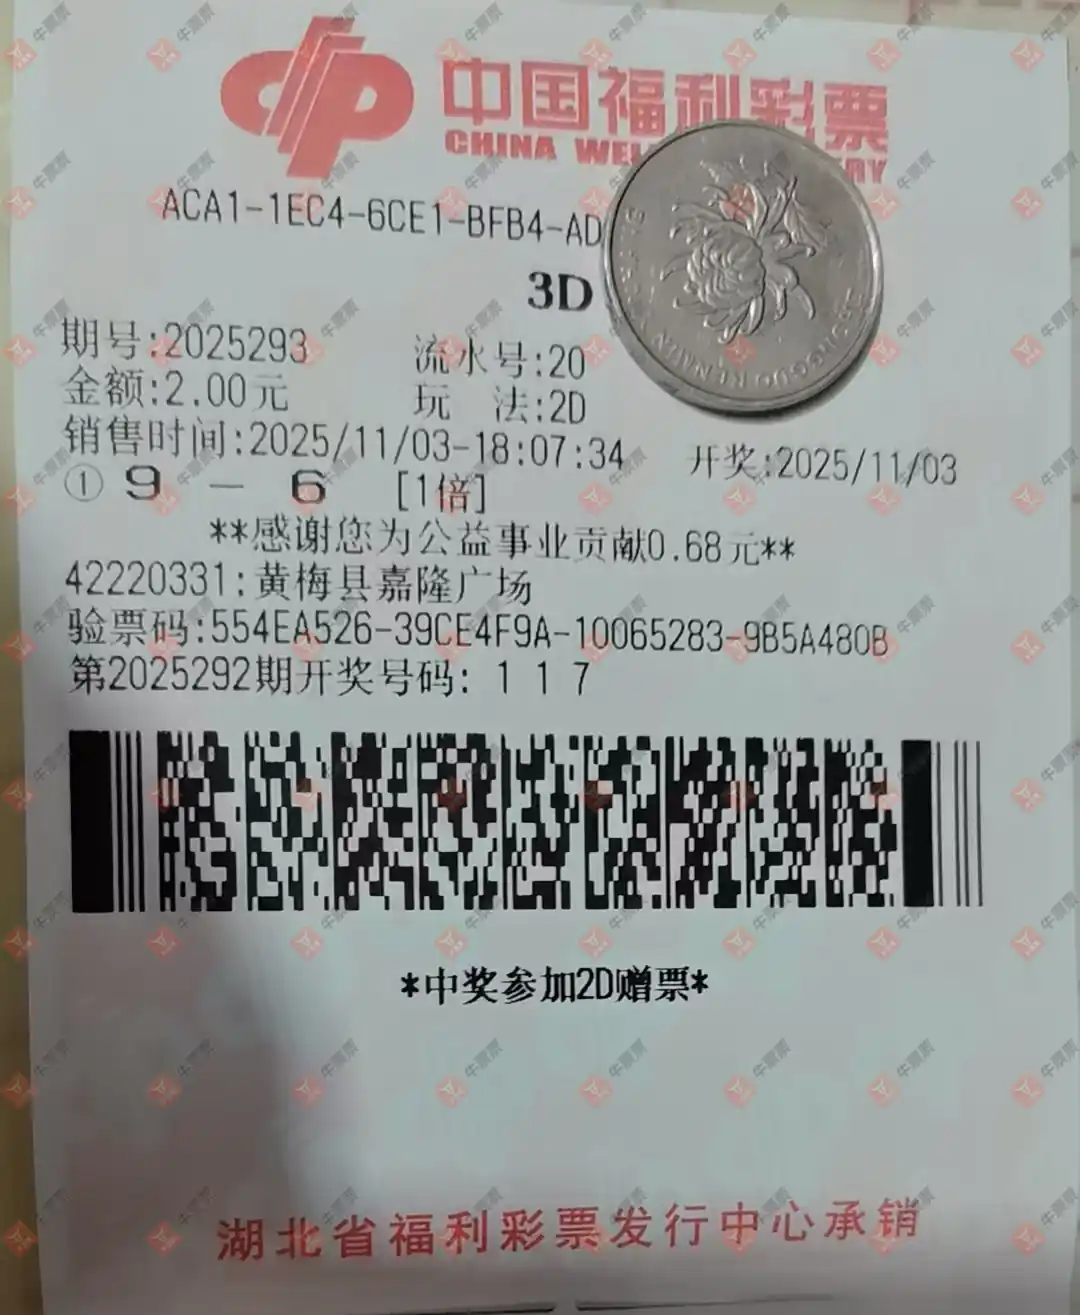 中国福利彩票
CHINA WEL RY
ACA1-1EC4-6CE1-BFB4-AD
3D
期号:2025293 流水号:20
金额:2.00元 玩 法:2D
销售时间:2025/11/03-18:07:34 开奖:2025/11/03
① 9 - 6 [1倍]
**感谢您为公益事业贡献0.68元**
42220331:黄梅县嘉隆广场
验票码:554EA526-39CE4F9A-10065283-9B5A480B
第2025292期开奖号码: 1 1 7
*中奖参加2D赠票*
湖北省福利彩票发行中心承销